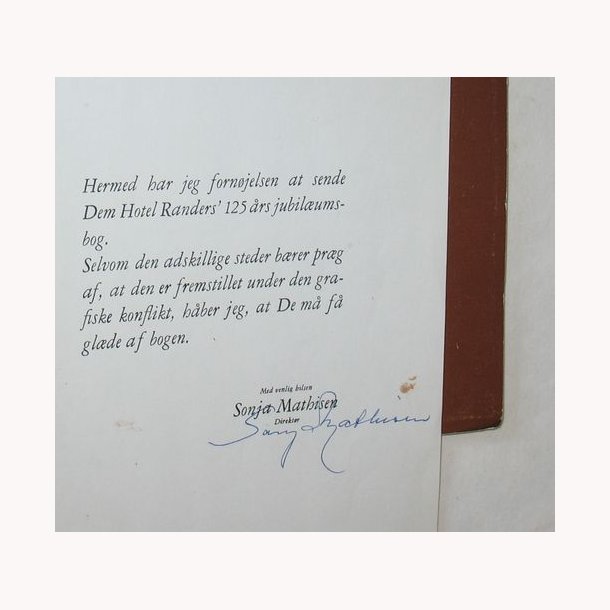 Hermed har jeg fornøjelsen at sende
Dem Hotel Randers' 125 års jubilæums-
bog.
Selvom den adskillige steder bærer præg
af, at den er fremstillet under den gra-
fiske konflikt, håber jeg, at De må få
glæde af bogen.
Med venlig hilsen
Sonja Mathisen
Direktør
Sonja Mathisen